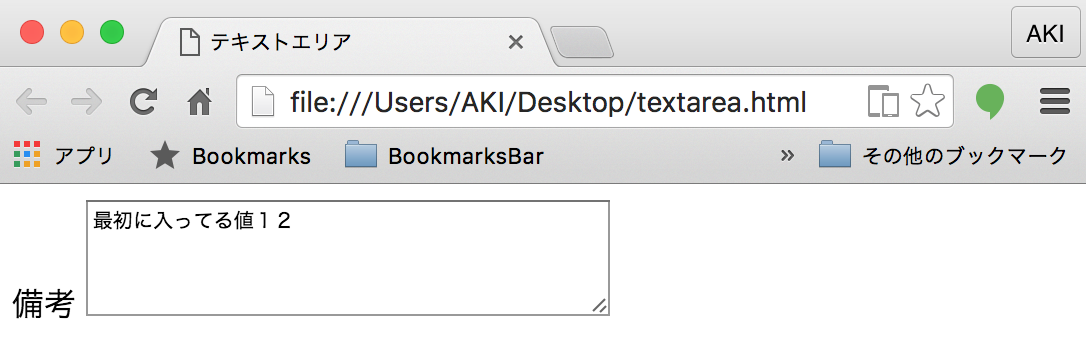 テキストエリア
AKI
file:///Users/AKI/Desktop/textarea.html
アプリ Bookmarks BookmarksBar » その他のブックマーク
最初に入ってる値１２
備考